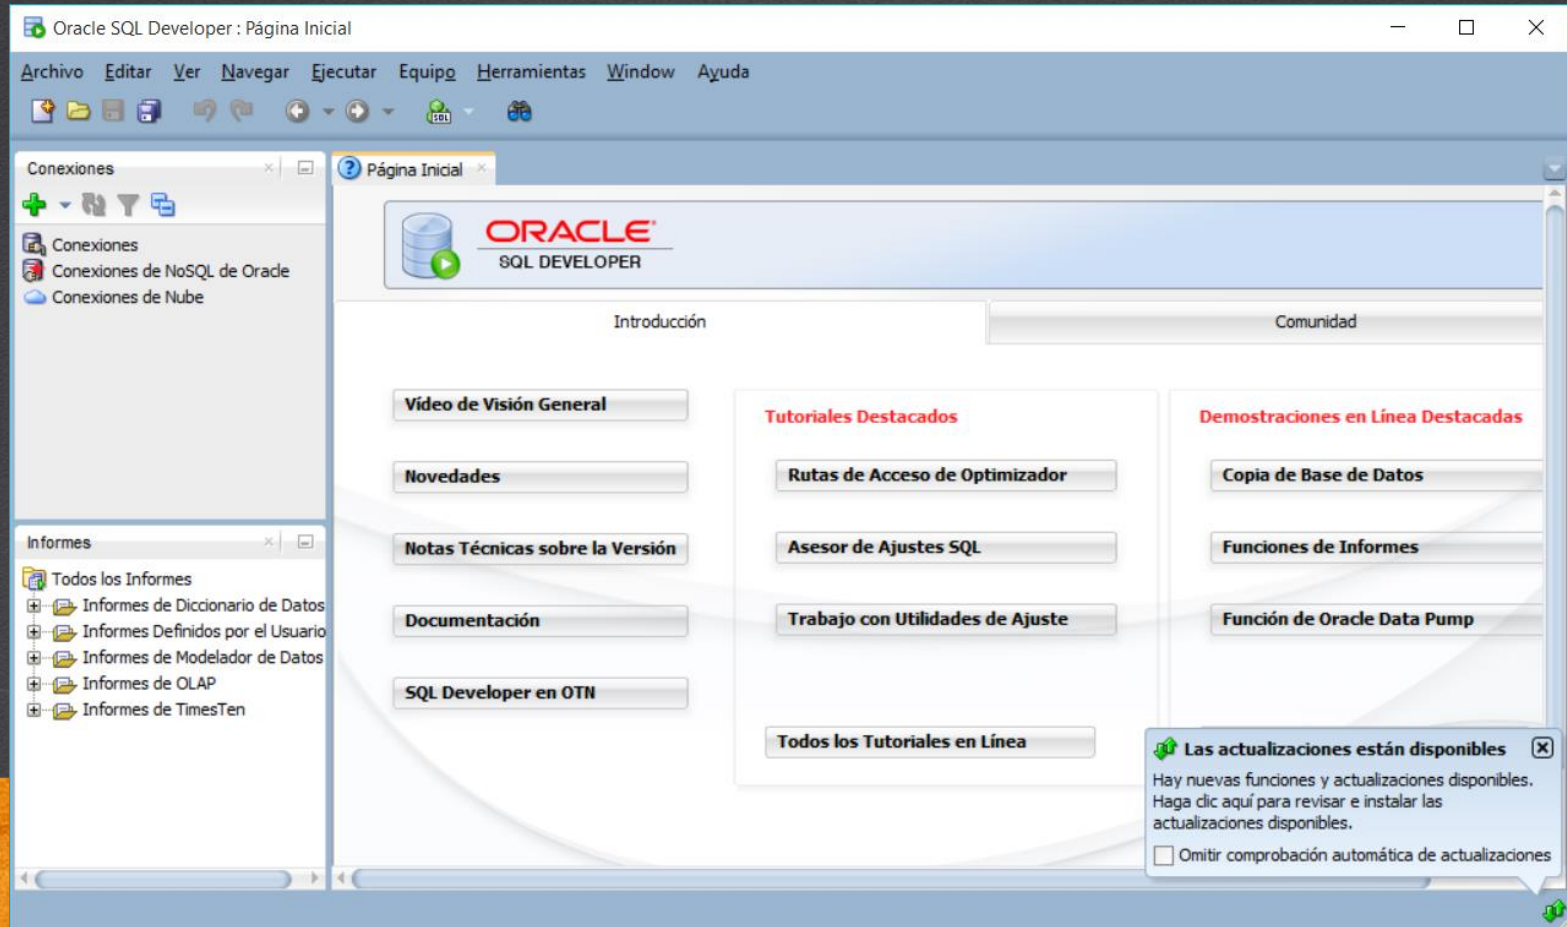 Oracle SQL Developer : Página Inicial
Archivo Editar Ver Navegar Ejecutar Equipo Herramientas Window Ayuda
SQL
Conexiones
Conexiones
Conexiones de NoSQL de Oracle
Conexiones de Nube
Informes
Todos los Informes
Informes de Diccionario de Datos
Informes Definidos por el Usuario
Informes de Modelador de Datos
Informes de OLAP
Informes de TimesTen
Página Inicial
ORACLE
SQL DEVELOPER
Introducción
Comunidad
Vídeo de Visión General
Novedades
Notas Técnicas sobre la Versión
Documentación
SQL Developer en OTN
Tutoriales Destacados
Rutas de Acceso de Optimizador
Asesor de Ajustes SQL
Trabajo con Utilidades de Ajuste
Todos los Tutoriales en Línea
Demostraciones en Línea Destacadas
Copia de Base de Datos
Funciones de Informes
Función de Oracle Data Pump
Las actualizaciones están disponibles
Hay nuevas funciones y actualizaciones disponibles.
Haga clic aquí para revisar e instalar las
actualizaciones disponibles.
Omitir comprobación automática de actualizaciones